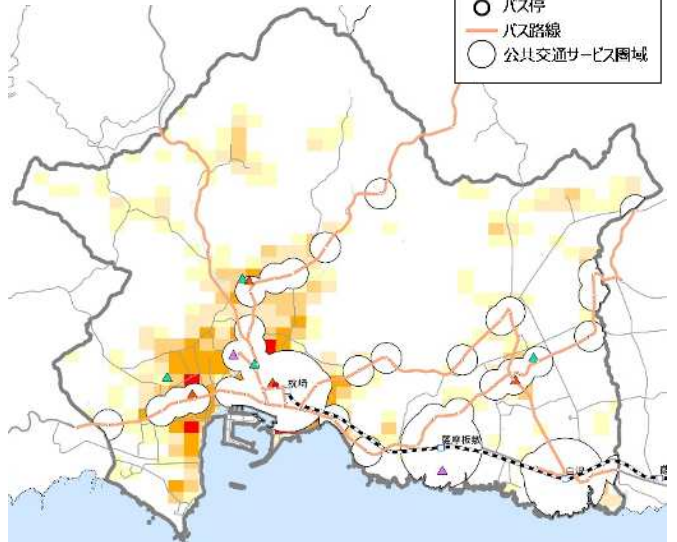 バス停
バス路線
公共交通サービス圏域
枕崎
薩摩板敷
白沢